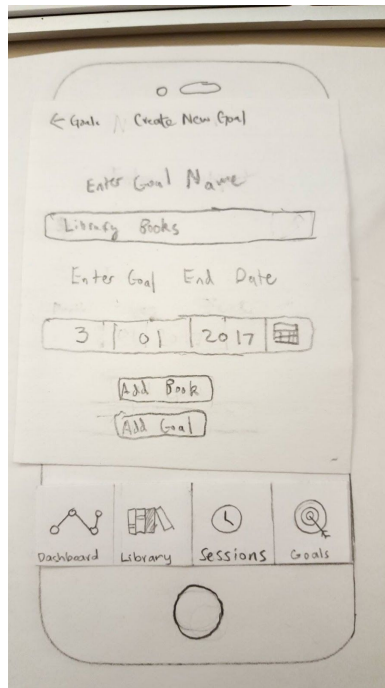 ← Goals Create New Goal
Enter Goal Name
Library Books
Enter Goal End Date
3 01 2017
Add Book
Add Goal
Dashboard Library Sessions Goals